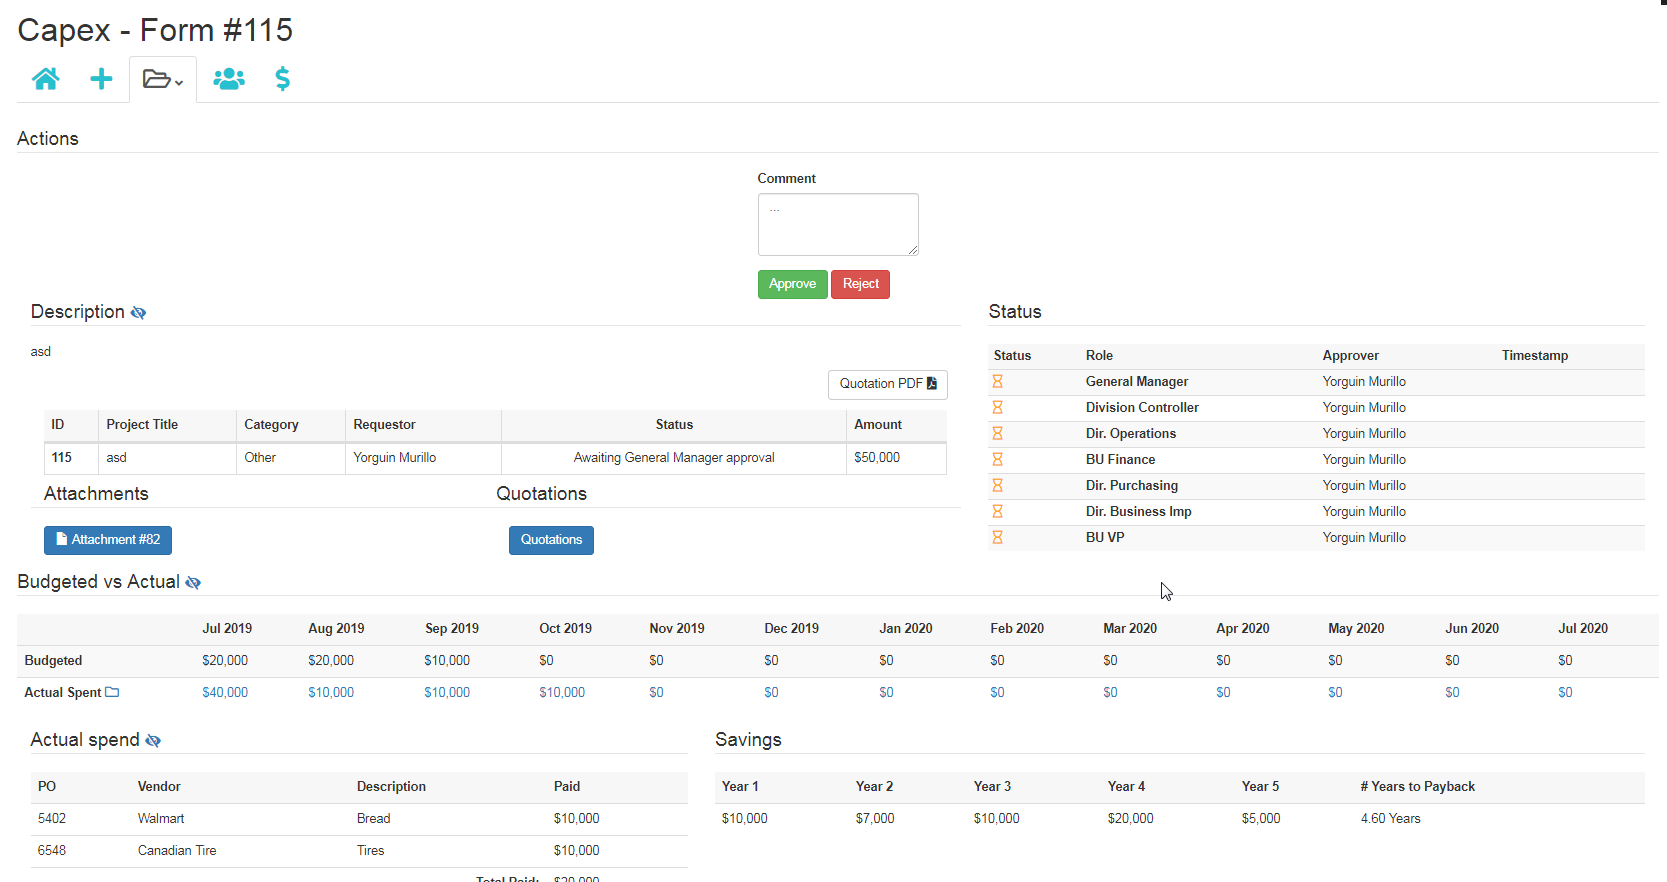 Capex - Form #115
Actions
Comment
...
Approve Reject
Description
asd
Quotation PDF
ID Project Title Category Requestor Status Amount
115 asd Other Yorguin Murillo Awaiting General Manager approval $50,000
Attachments Quotations
Attachment #82 Quotations
Status
Status Role Approver Timestamp
General Manager Yorguin Murillo
Division Controller Yorguin Murillo
Dir. Operations Yorguin Murillo
BU Finance Yorguin Murillo
Dir. Purchasing Yorguin Murillo
Dir. Business Imp Yorguin Murillo
BU VP Yorguin Murillo
Budgeted vs Actual
Jul 2019 Aug 2019 Sep 2019 Oct 2019 Nov 2019 Dec 2019 Jan 2020 Feb 2020 Mar 2020 Apr 2020 May 2020 Jun 2020 Jul 2020
Budgeted $20,000 $20,000 $10,000 $0 $0 $0 $0 $0 $0 $0 $0 $0 $0
Actual Spent $40,000 $10,000 $10,000 $10,000 $0 $0 $0 $0 $0 $0 $0 $0 $0
Actual spend
PO Vendor Description Paid
5402 Walmart Bread $10,000
6548 Canadian Tire Tires $10,000
Total Paid: $20,000
Savings
Year 1 Year 2 Year 3 Year 4 Year 5 # Years to Payback
$10,000 $7,000 $10,000 $20,000 $5,000 4.60 Years